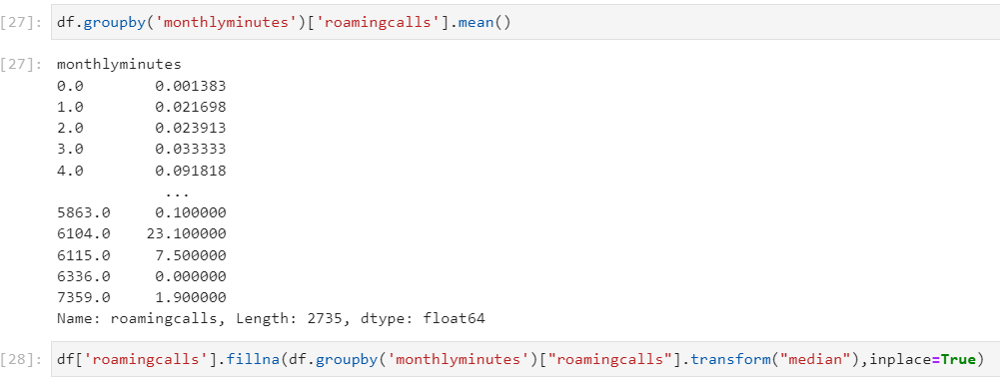 [27]: df.groupby('monthlyminutes')['roamingcalls'].mean()
[27]: monthlyminutes
0.0 0.001383
1.0 0.021698
2.0 0.023913
3.0 0.033333
4.0 0.091818
...
5863.0 0.100000
6104.0 23.100000
6115.0 7.500000
6336.0 0.000000
7359.0 1.900000
Name: roamingcalls, Length: 2735, dtype: float64
[28]: df['roamingcalls'].fillna(df.groupby('monthlyminutes')["roamingcalls"].transform("median"),inplace=True)